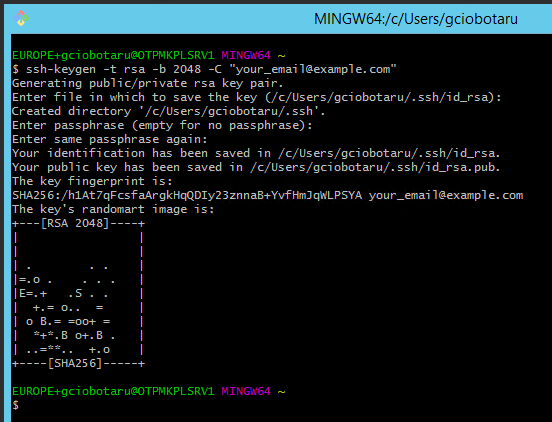 MINGW64:/c/Users/gciobotaru
EUROPE+gciobotaru@OTPMKPLSRV1 MINGW64 ~
$ ssh-keygen -t rsa -b 2048 -C "your_email@example.com"
Generating public/private rsa key pair.
Enter file in which to save the key (/c/Users/gciobotaru/.ssh/id_rsa):
Created directory '/c/Users/gciobotaru/.ssh'.
Enter passphrase (empty for no passphrase):
Enter same passphrase again:
Your identification has been saved in /c/Users/gciobotaru/.ssh/id_rsa.
Your public key has been saved in /c/Users/gciobotaru/.ssh/id_rsa.pub.
The key fingerprint is:
SHA256:/h1At7qFcsfaArgkHqQDIy23znnaB+YvfHmJqWLPSYA your_email@example.com
The key's randomart image is:
+---[RSA 2048]----+
|                 |
|                 |
| .        . .    |
|=.o .    . . .   |
|E=.+   .S . .    |
|  +.= o..  =     |
| o B.= =oo+ =    |
|  *+*.B o+.B .   |
| ..=**..  +.o    |
+----[SHA256]-----+
EUROPE+gciobotaru@OTPMKPLSRV1 MINGW64 ~
$